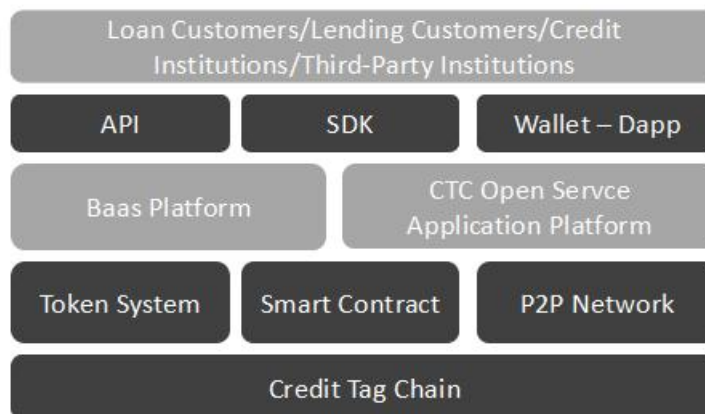 Loan Customers/Lending Customers/Credit
Institutions/Third-Party Institutions
API
SDK
Wallet – Dapp
Baas Platform
CTC Open Servce
Application Platform
Token System
Smart Contract
P2P Network
Credit Tag Chain